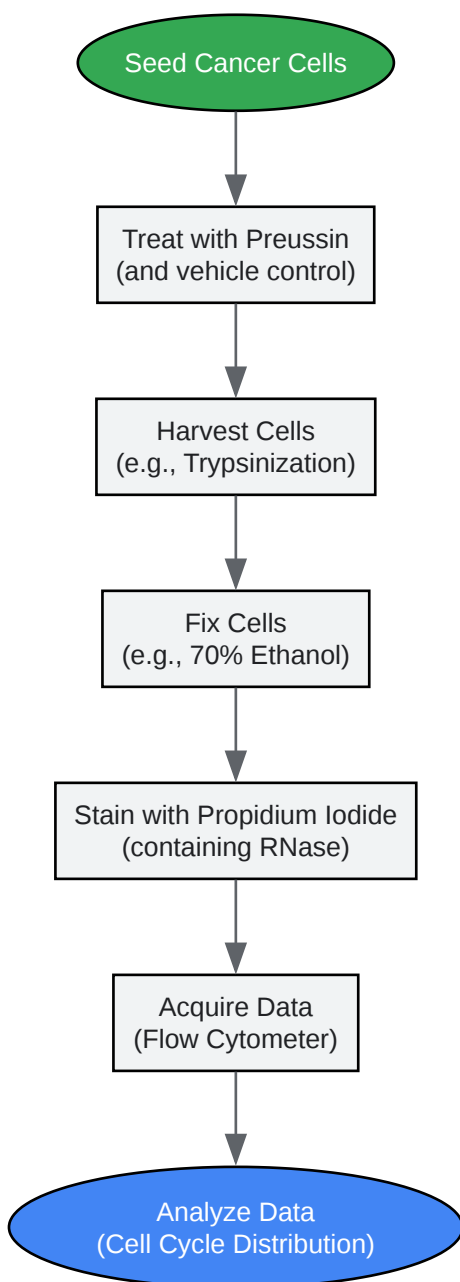 Seed Cancer Cells
Treat with Preussin
(and vehicle control)
Harvest Cells
(e.g., Trypsinization)
Fix Cells
(e.g., 70% Ethanol)
Stain with Propidium Iodide
(containing RNase)
Acquire Data
(Flow Cytometer)
Analyze Data
(Cell Cycle Distribution)